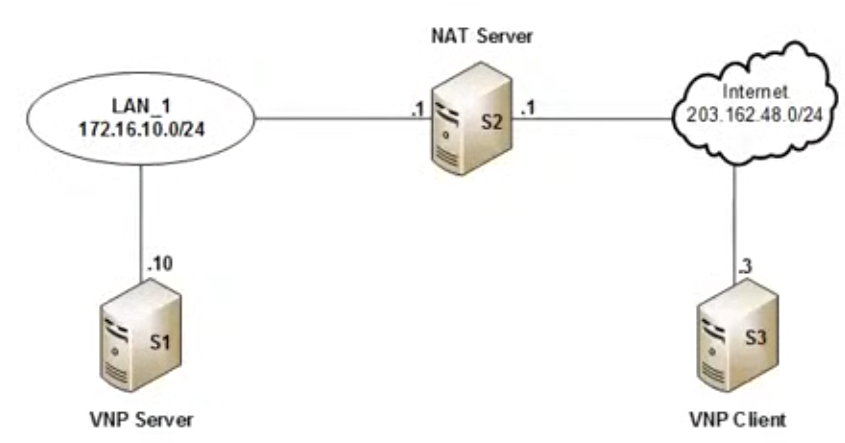 NAT Server
LAN_1
172.16.10.0/24
.1
S2
.1
Internet
203.162.48.0/24
.10
S1
VNP Server
.3
S3
VNP Client